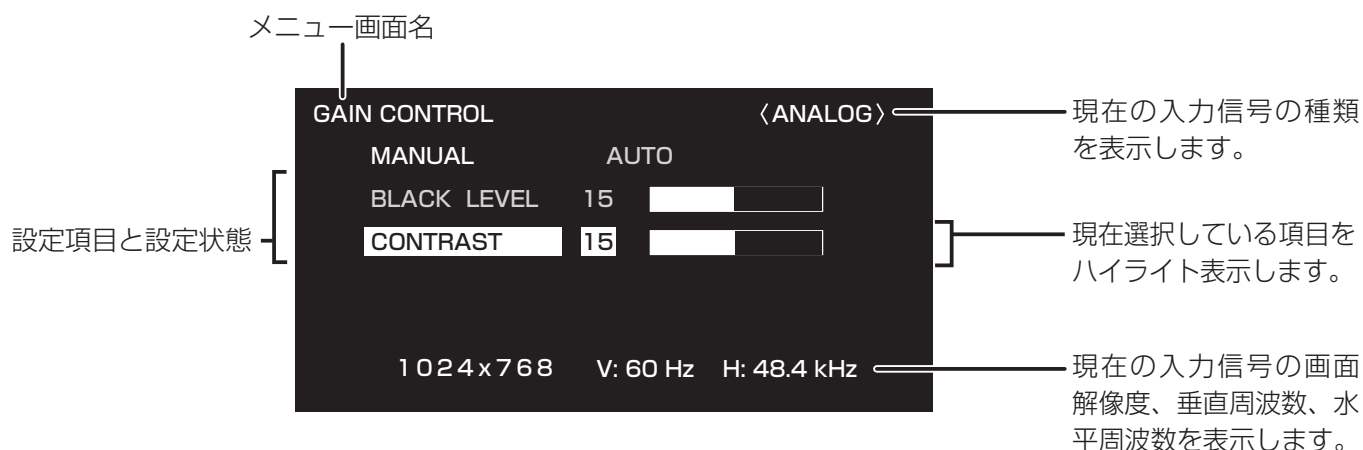 メニュー画面名
GAIN CONTROL 〈ANALOG〉
MANUAL AUTO
BLACK LEVEL 15
CONTRAST 15
1024x768 V: 60 Hz H: 48.4 kHz
設定項目と設定状態
現在の入力信号の種類
を表示します。
現在選択している項目を
ハイライト表示します。
現在の入力信号の画面
解像度、垂直周波数、水
平周波数を表示します。